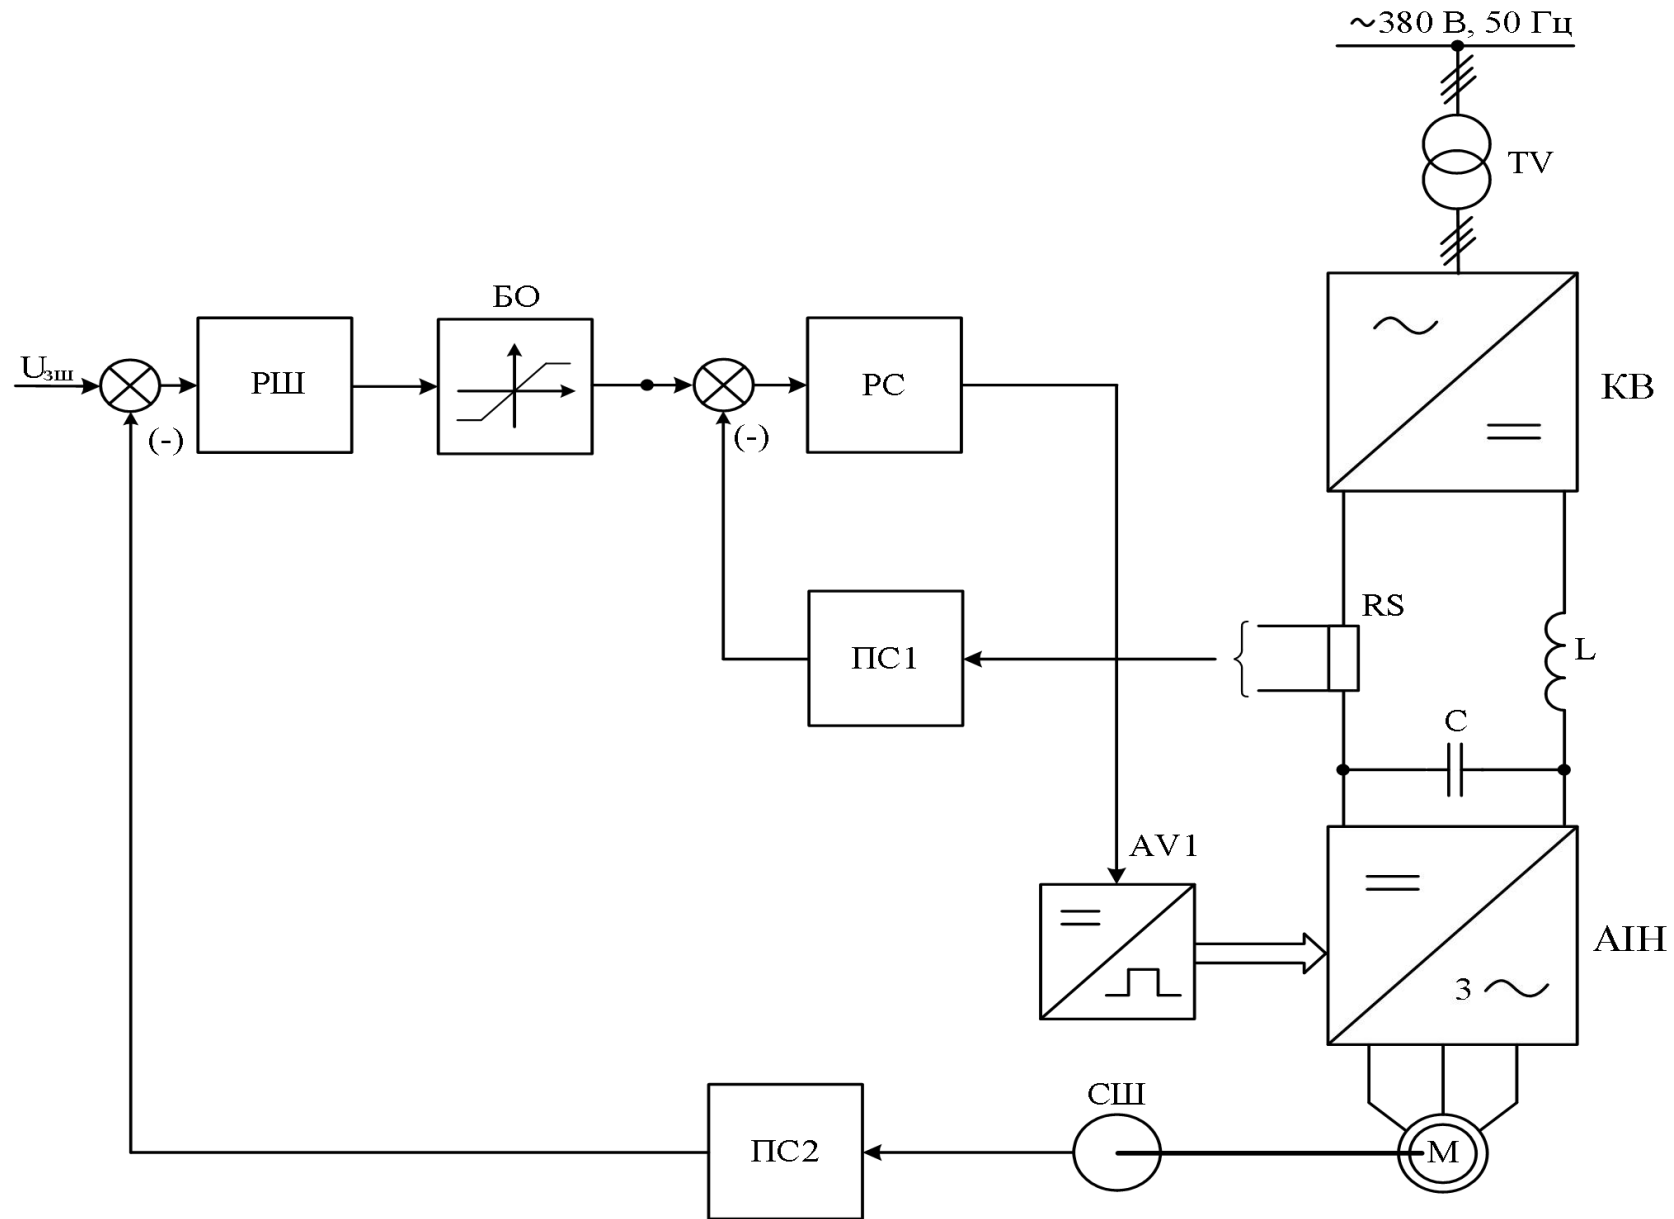 ~380 В, 50 Гц
TV
БО
Uзш
РШ
РС
КВ
(-)
(-)
RS
ПС1
L
C
AV1
АІН
3
СШ
ПС2
М